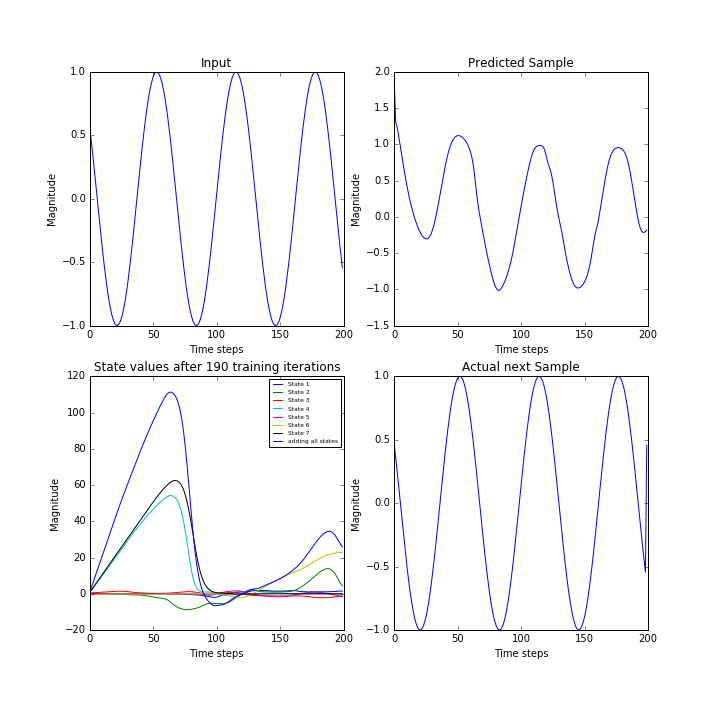 Input
Magnitude
1.0
0.5
0.0
−0.5
−1.0
0 50 100 150 200
Time steps
Predicted Sample
Magnitude
2.0
1.5
1.0
0.5
0.0
−0.5
−1.0
−1.5
0 50 100 150 200
Time steps
State values after 190 training iterations
Magnitude
120
100
80
60
40
20
0
−20
0 50 100 150 200
Time steps
State 1
State 2
State 3
State 4
State 5
State 6
State 7
adding all states
Actual next Sample
Magnitude
1.0
0.5
0.0
−0.5
−1.0
0 50 100 150 200
Time steps